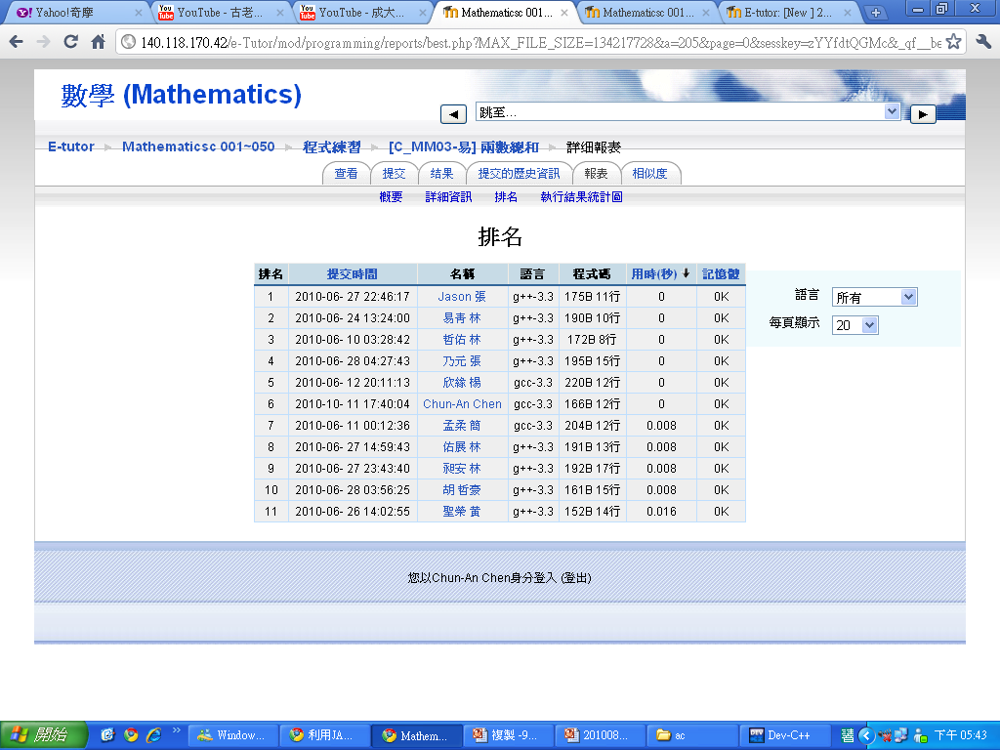 Yahoo!奇摩
YouTube - 古老...
YouTube - 成大...
Mathematicsc 001...
Mathematicsc 001...
E-tutor: [New ] 2...
140.118.170.42/e-Tutor/mod/programming/reports/best.php?MAX_FILE_SIZE=134217728&a=205&page=0&sesskey=zYYfdtQGMc&_qf__be
數學 (Mathematics)
◄ 跳至... ►
E-tutor ► Mathematicsc 001~050 ► 程式練習 ► [C_MM03-易] 兩數總和 ► 詳細報表
查看 提交 結果 提交的歷史資訊 報表 相似度
概要 詳細資訊 排名 執行結果統計圖
排名
排名 提交時間 名稱 語言 程式碼 用時(秒) 記憶體
1 2010-06- 27 22:46:17 Jason 張 g++-3.3 175B 11行 0 0K
2 2010-06- 24 13:24:00 易青 林 g++-3.3 190B 10行 0 0K
3 2010-06- 10 03:28:42 哲佑 林 g++-3.3 172B 8行 0 0K
4 2010-06- 28 04:27:43 乃元 張 g++-3.3 195B 15行 0 0K
5 2010-06- 12 20:11:13 欣緣 楊 gcc-3.3 220B 12行 0 0K
6 2010-10- 11 17:40:04 Chun-An Chen gcc-3.3 166B 12行 0 0K
7 2010-06- 11 00:12:36 孟柔 簡 gcc-3.3 204B 12行 0.008 0K
8 2010-06- 27 14:59:43 佑展 林 g++-3.3 191B 13行 0.008 0K
9 2010-06- 27 23:43:40 昶安 林 g++-3.3 192B 17行 0.008 0K
10 2010-06- 28 03:56:25 胡 哲豪 g++-3.3 161B 15行 0.008 0K
11 2010-06- 26 14:02:55 聖榮 黃 g++-3.3 152B 14行 0.016 0K
語言 所有
每頁顯示 20
您以Chun-An Chen身分登入 (登出)
開始
Window...
利用JA...
Mathem...
複製 -9...
201008...
ac
Dev-C++
下午 05:43